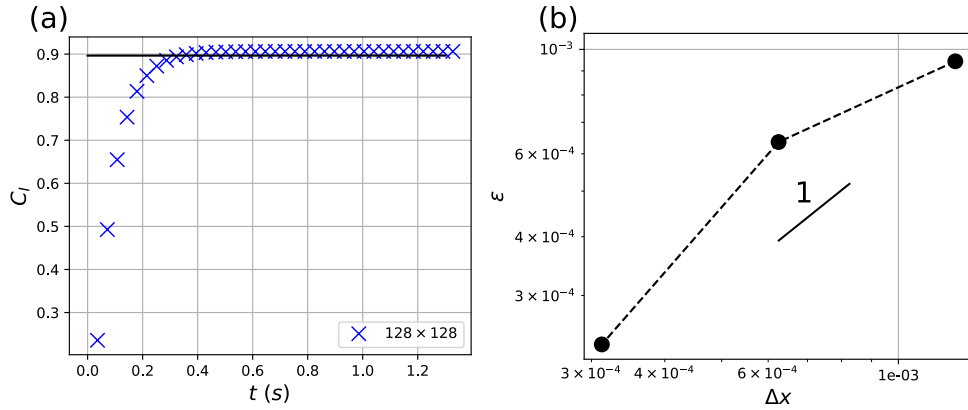 (a)
0.9
0.8
0.7
0.6
0.5
0.4
0.3
C_l
0.0 0.2 0.4 0.6 0.8 1.0 1.2
t (s)
128 × 128
(b)
10⁻³
6 × 10⁻⁴
4 × 10⁻⁴
3 × 10⁻⁴
ε
1
3 × 10⁻⁴ 4 × 10⁻⁴ 6 × 10⁻⁴ 1e-03
Δx